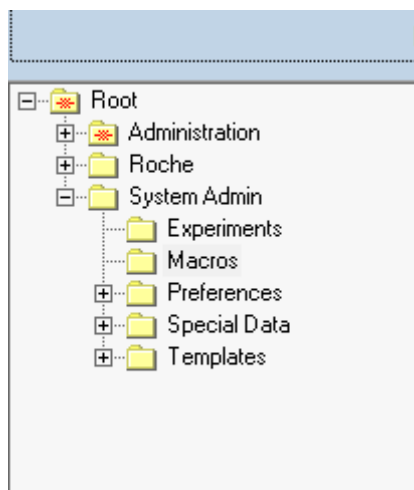 Root
Administration
Roche
System Admin
Experiments
Macros
Preferences
Special Data
Templates